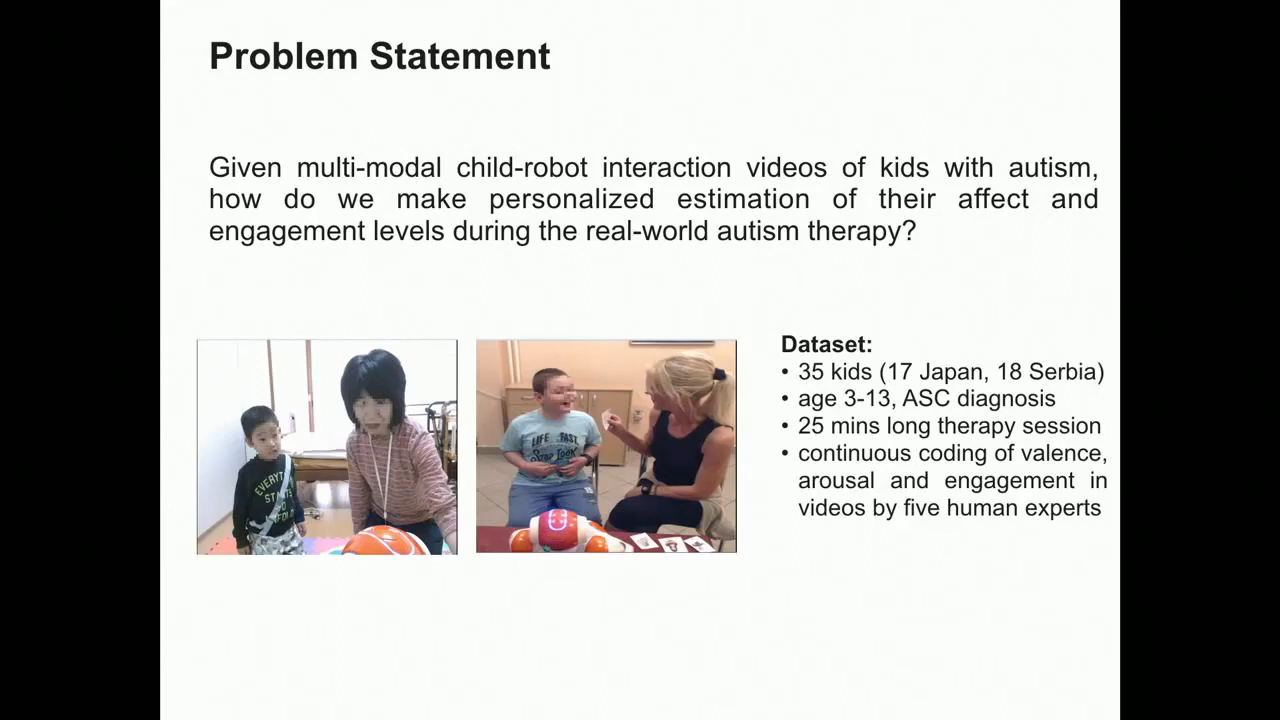 Problem Statement
Given multi-modal child-robot interaction videos of kids with autism,
how do we make personalized estimation of their affect and
engagement levels during the real-world autism therapy?
Dataset:
• 35 kids (17 Japan, 18 Serbia)
• age 3-13, ASC diagnosis
• 25 mins long therapy session
• continuous coding of valence,
arousal and engagement in
videos by five human experts
EVERYT
LIFE FAST